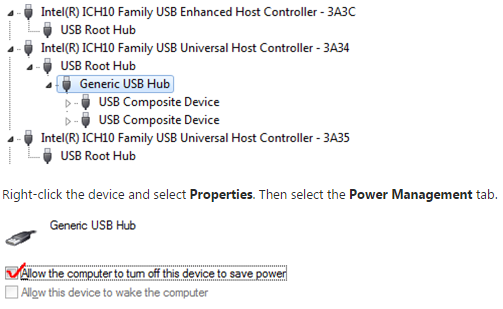 Intel(R) ICH10 Family USB Enhanced Host Controller - 3A3C
USB Root Hub
Intel(R) ICH10 Family USB Universal Host Controller - 3A34
USB Root Hub
Generic USB Hub
USB Composite Device
USB Composite Device
Intel(R) ICH10 Family USB Universal Host Controller - 3A35
USB Root Hub
Right-click the device and select Properties. Then select the Power Management tab.
Generic USB Hub
Allow the computer to turn off this device to save power
Allow this device to wake the computer